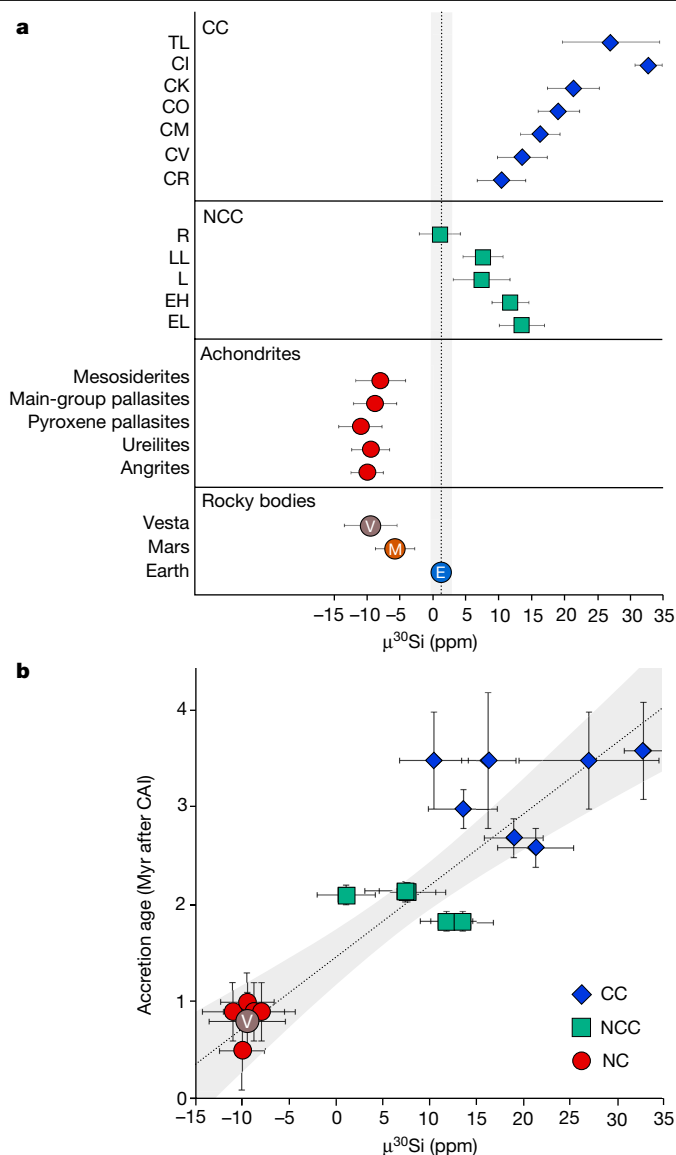 a
CC
TL
CI
CK
CO
CM
CV
CR
NCC
R
LL
L
EH
EL
Achondrites
Mesosiderites
Main-group pallasites
Pyroxene pallasites
Ureilites
Angrites
Rocky bodies
Vesta V
Mars M
Earth E
−15 −10 −5 0 5 10 15 20 25 30 35
μ³⁰Si (ppm)
b
Accretion age (Myr after CAI)
4
3
2
1
0
V
CC
NCC
NC
−15 −10 −5 0 5 10 15 20 25 30 35
μ³⁰Si (ppm)